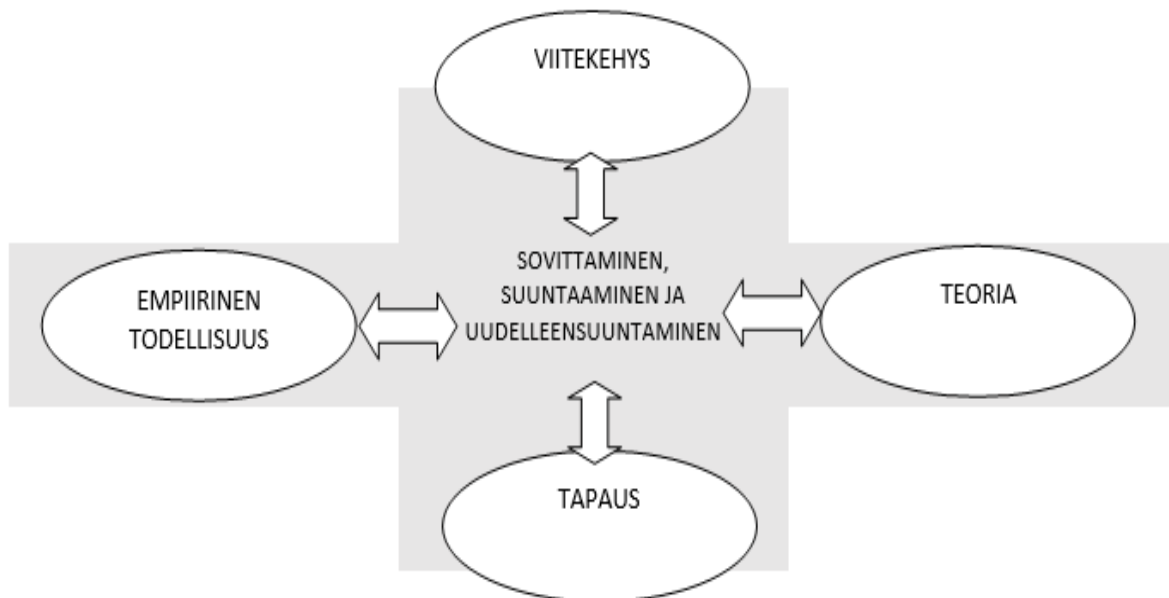 VIITEKEHYS
SOVITTAMINEN,
SUUNTAAMINEN JA
UUDELLEENSUUNTAMINEN
EMPIIRINEN
TODELLISUUS
TEORIA
TAPAUS